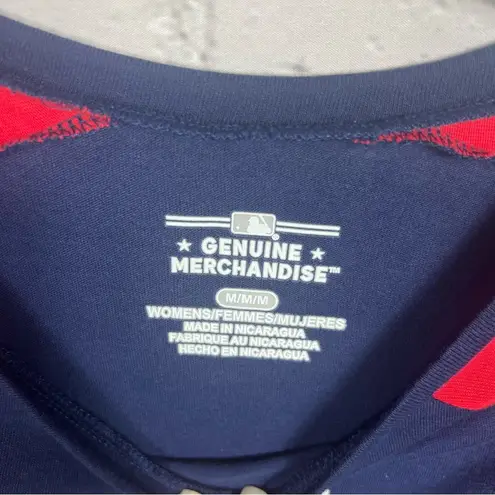 ★ GENUINE ★
MERCHANDISE™
M/M/M
WOMENS/FEMMES/MUJERES
MADE IN NICARAGUA
FABRIQUE AU NICARAGUA
HECHO EN NICARAGUA